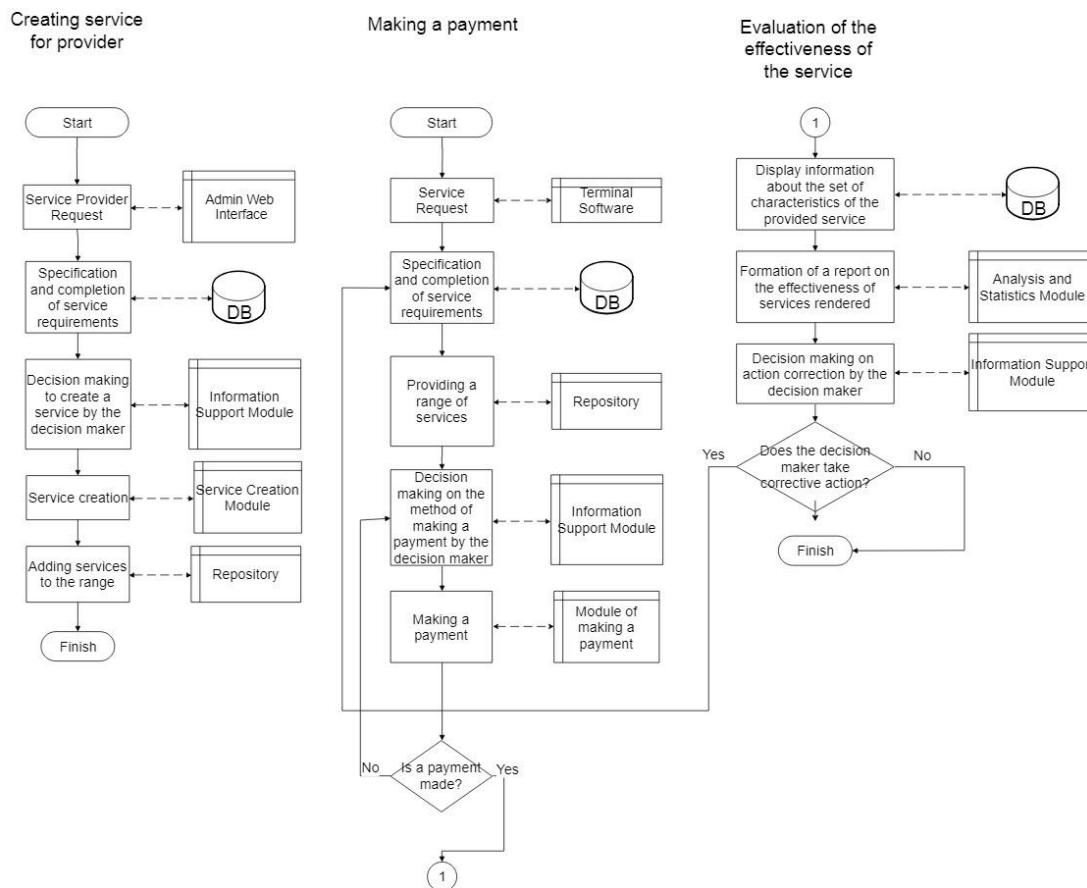 Creating service
for provider
Start
Service Provider
Request
Admin Web
Interface
Specification
and completion
of service
requirements
DB
Decision making
to create a
service by the
decision maker
Information
Support Module
Service creation
Service Creation
Module
Adding services
to the range
Repository
Finish
Making a payment
Start
Service
Request
Terminal
Software
Specification
and completion
of service
requirements
DB
Providing a
range of
services
Repository
Decision
making on the
method of
making a
payment by the
decision maker
Information
Support Module
Making a
payment
Module of
making a
payment
No
Is a payment
made?
Yes
1
Evaluation of the
effectiveness of
the service
1
Display information
about the set of
characteristics of the
provided service
DB
Formation of a report on
the effectiveness of
services rendered
Analysis and
Statistics Module
Decision making on
action correction by the
decision maker
Information Support
Module
Yes
Does the decision
maker take
corrective action?
No
Finish